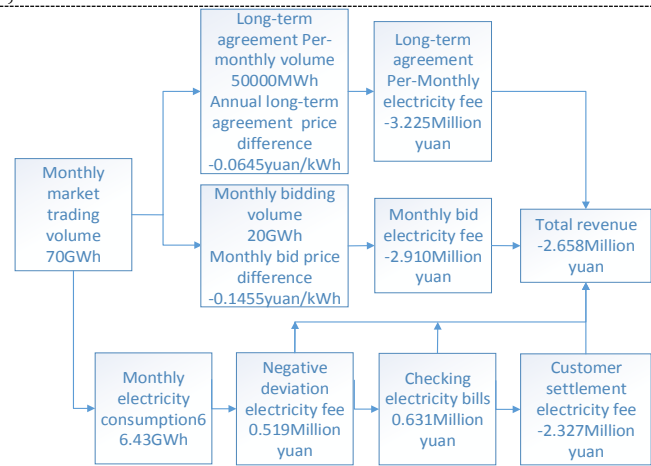 Long-term
agreement Per-
monthly volume
50000MWh
Annual long-term
agreement price
difference
-0.0645yuan/kWh
Long-term
agreement
Per-Monthly
electricity fee
-3.225Million
yuan
Monthly
market
trading
volume
70GWh
Monthly bidding
volume
20GWh
Monthly bid price
difference
-0.1455yuan/kWh
Monthly bid
electricity fee
-2.910Million
yuan
Total revenue
-2.658Million
yuan
Monthly
electricity
consumption6
6.43GWh
Negative
deviation
electricity fee
0.519Million
yuan
Checking
electricity bills
0.631Million
yuan
Customer
settlement
electricity fee
-2.327Million
yuan